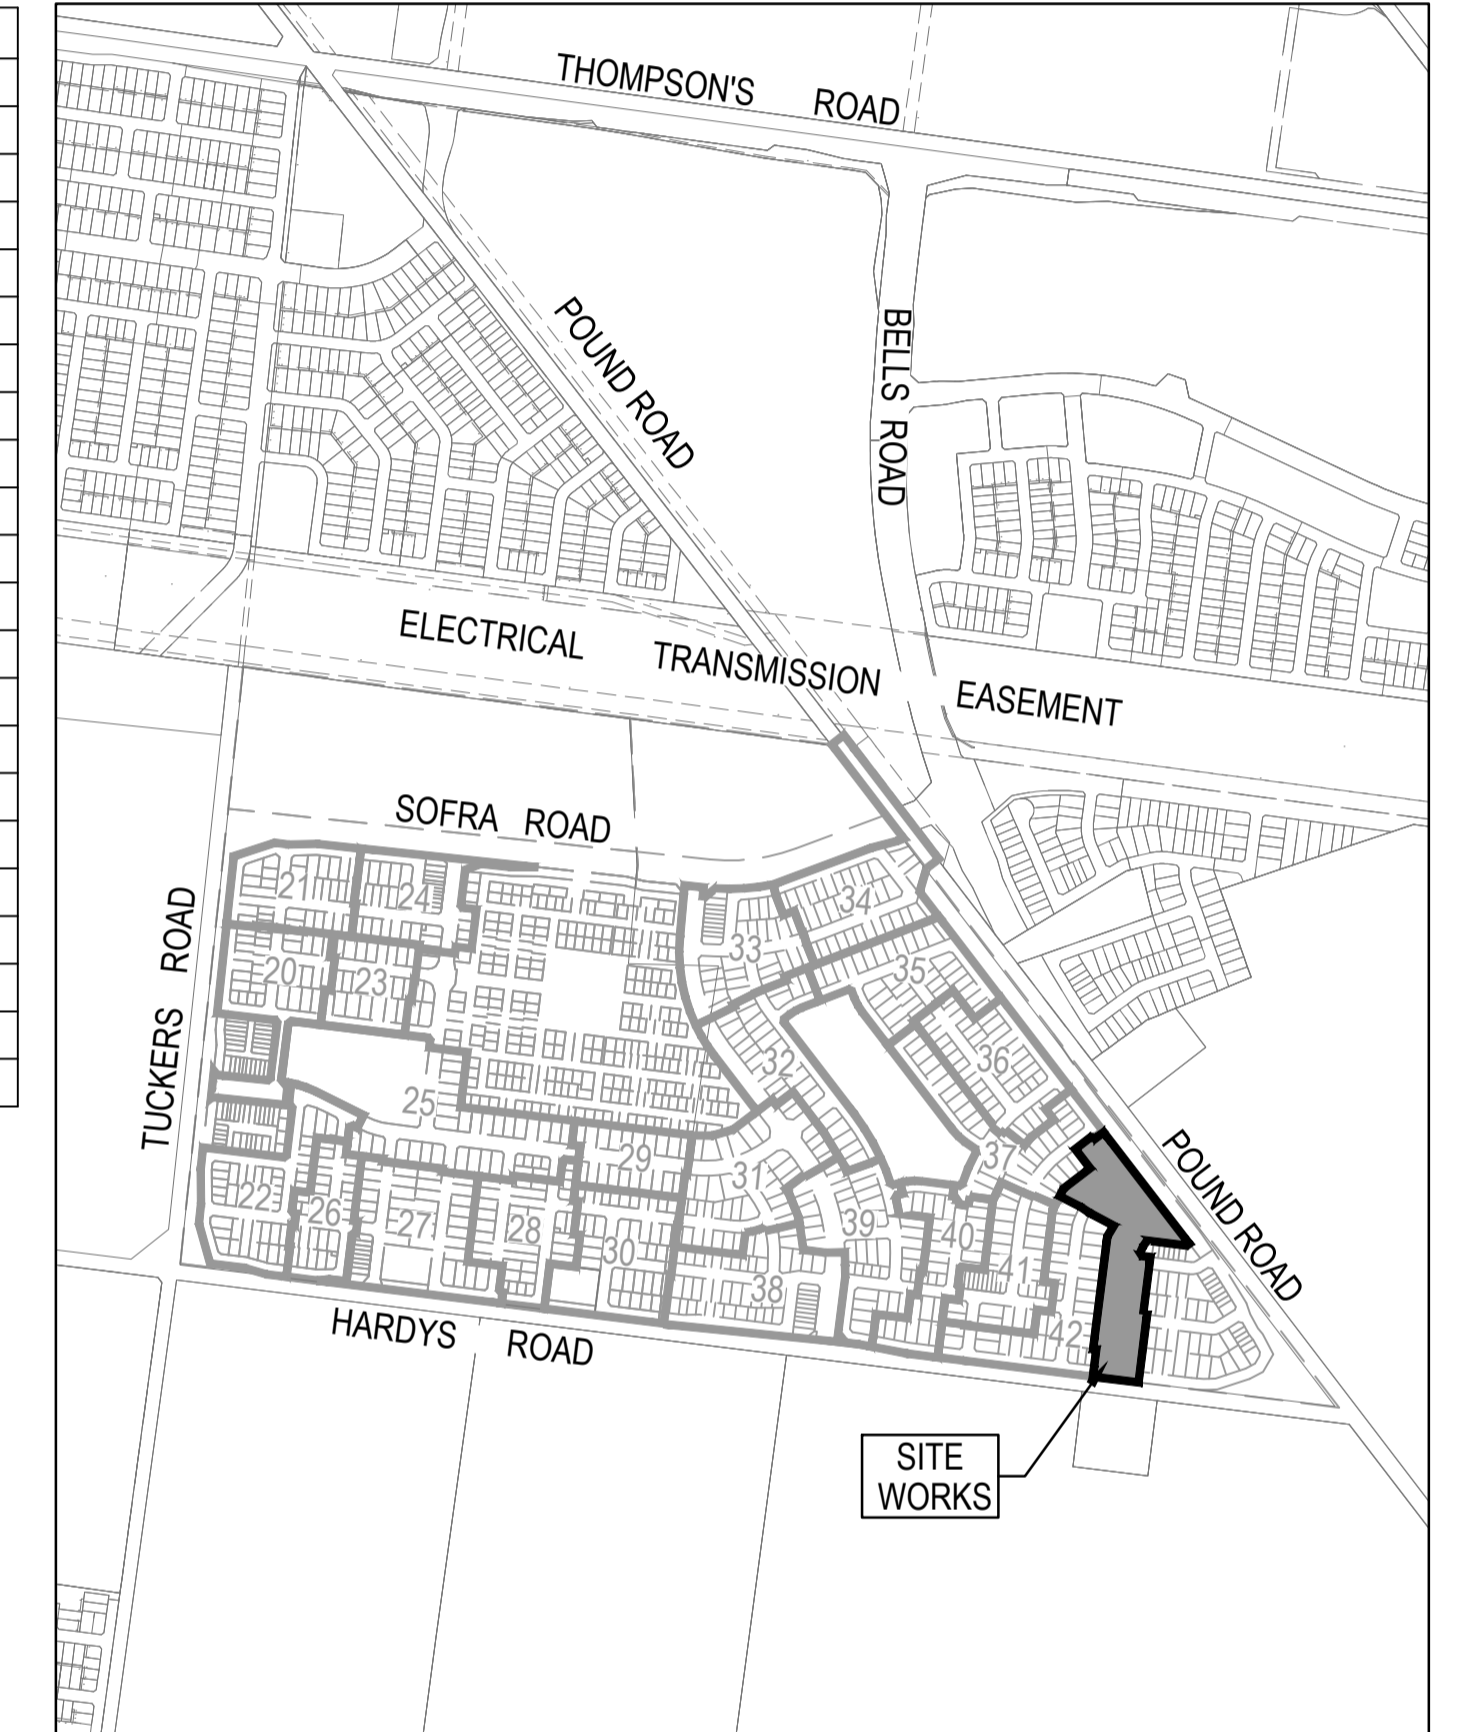 THOMPSON'S ROAD
POUND ROAD
BELLS ROAD
ELECTRICAL TRANSMISSION EASEMENT
SOFRA ROAD
TUCKERS ROAD
21
24
34
33
35
20
23
32
36
25
29
37
31
22
26
27
28
30
39
40
41
38
42
POUND ROAD
HARDYS ROAD
SITE
WORKS